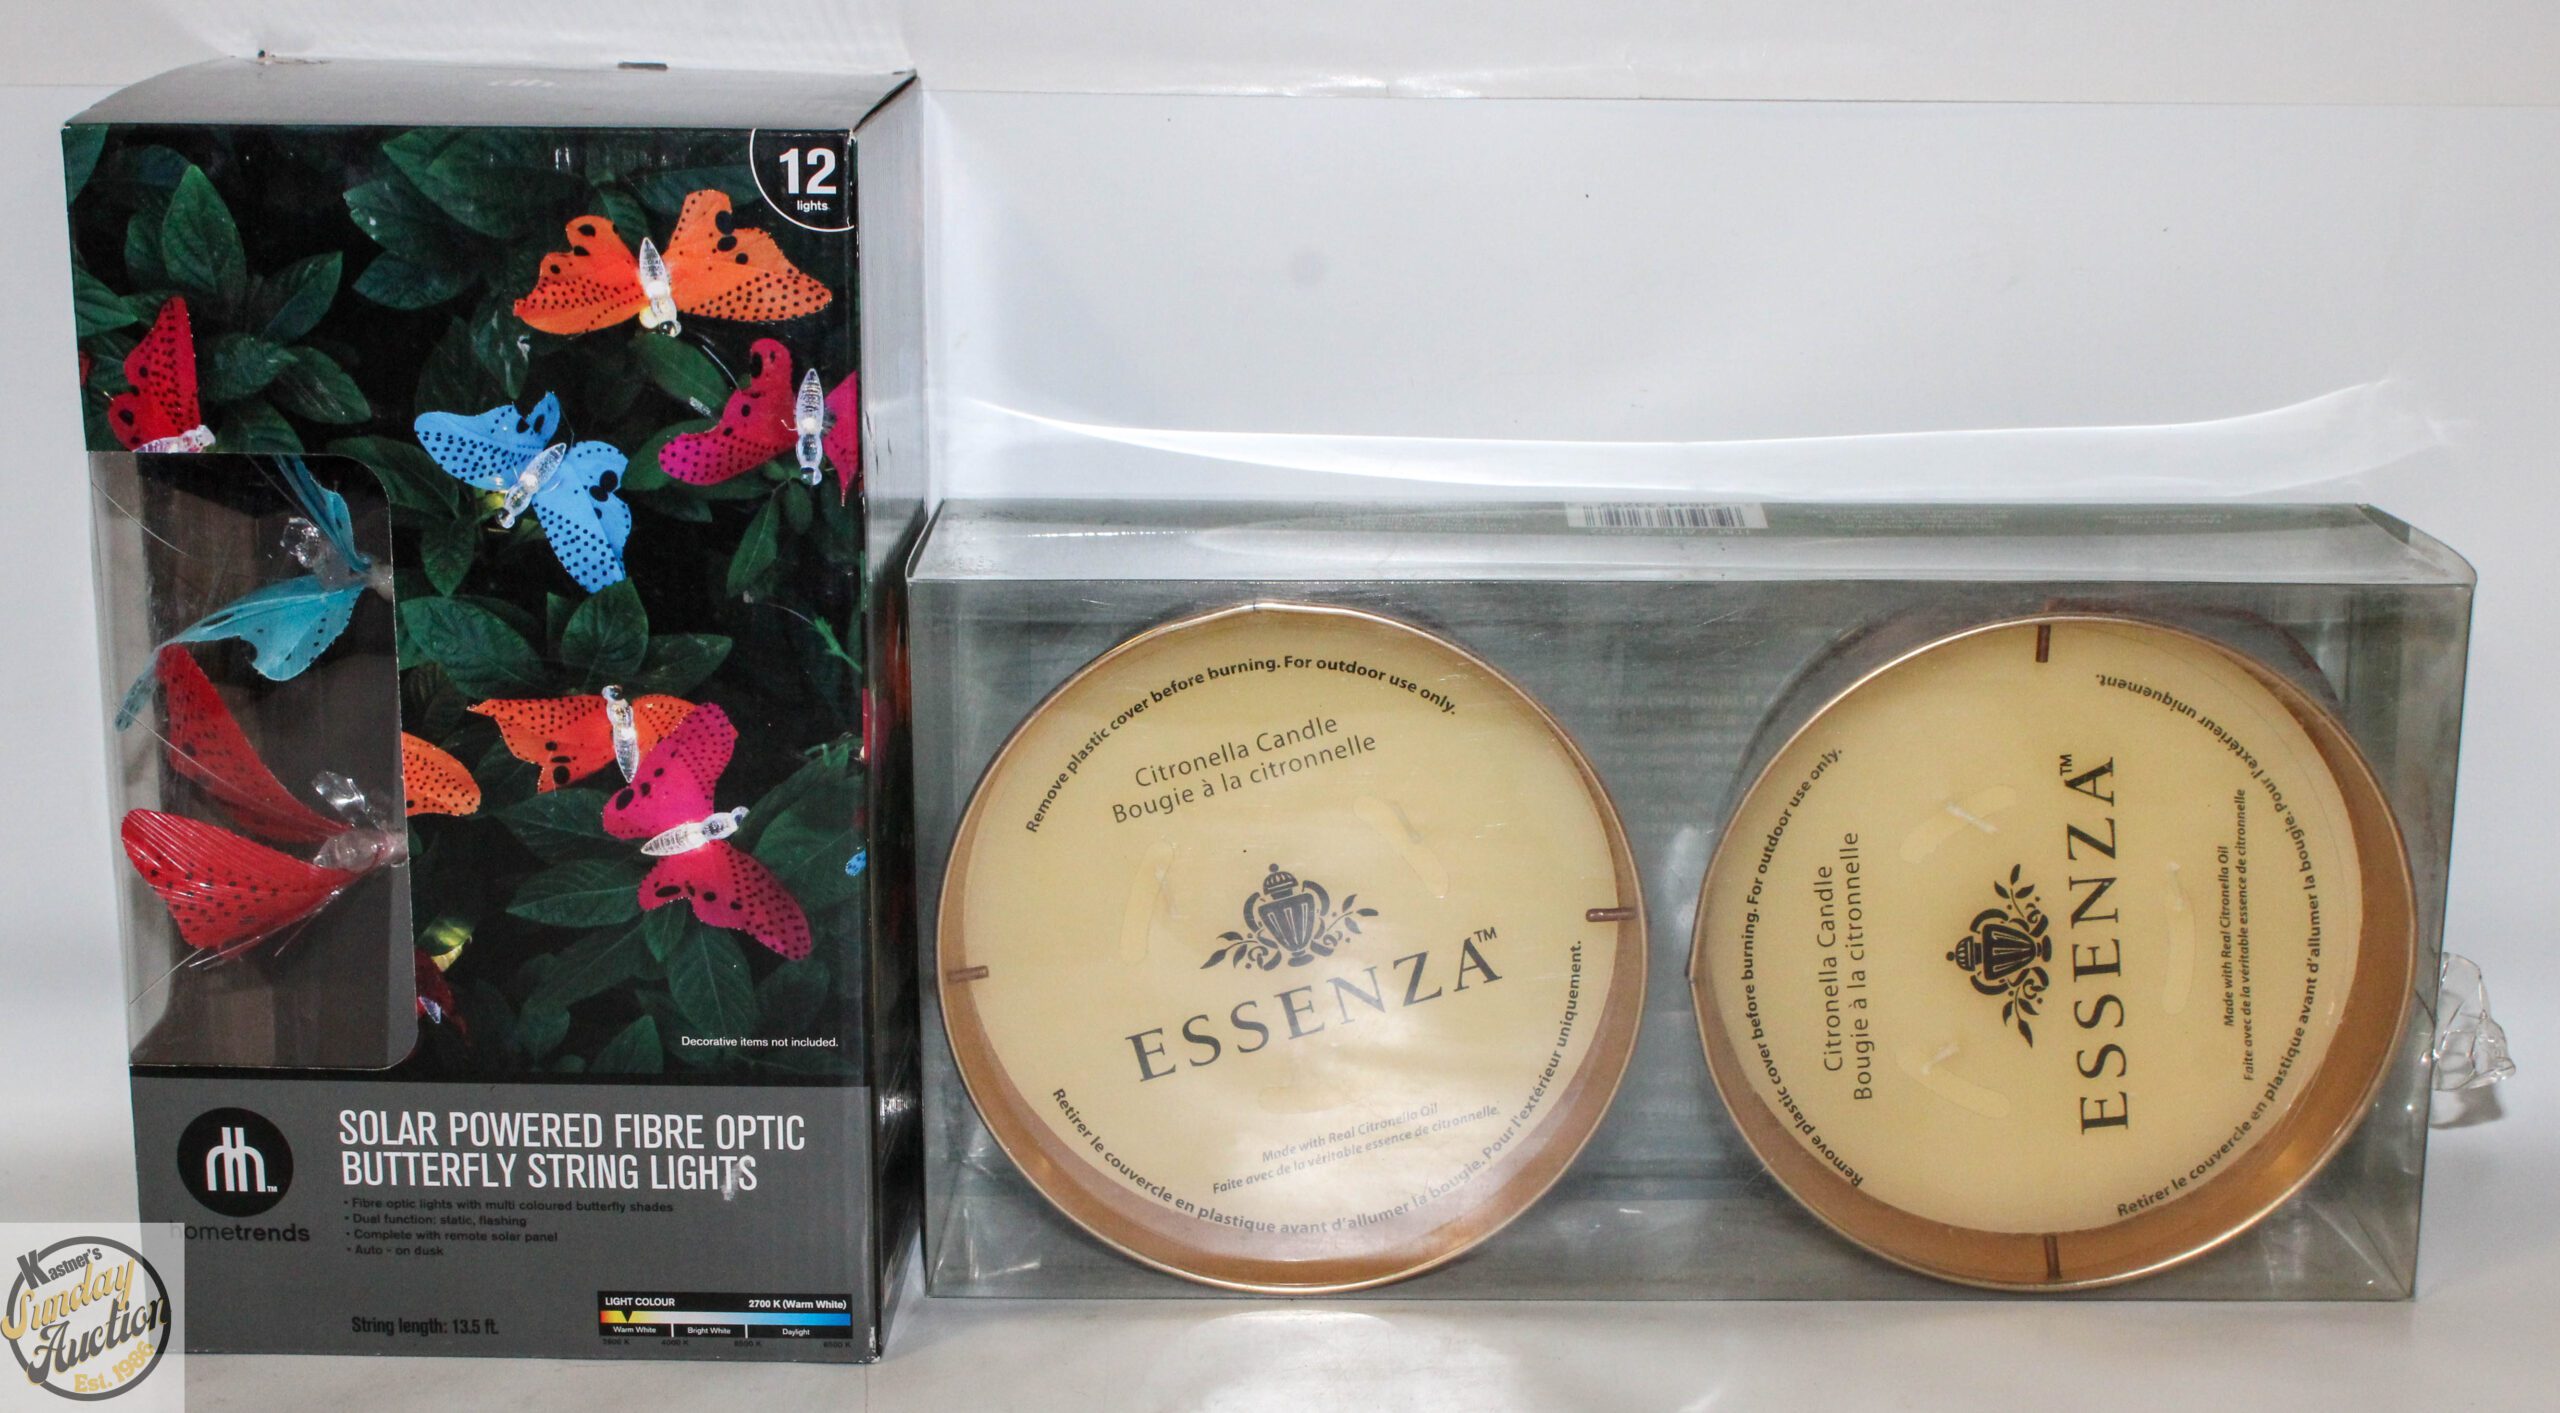 12
lights
Decorative items not included.
SOLAR POWERED FIBRE OPTIC
BUTTERFLY STRING LIGHTS
• Fibre optic lights with multi coloured butterfly shades
• Dual function: static, flashing
• Complete with remote solar panel
• Auto - on dusk
hometrends
String length: 13.5 ft.
LIGHT COLOUR 2700 K (Warm White)
Warm White Bright White Daylight
Kastner's
Sunday
Auction
Est. 1986
Remove plastic cover before burning. For outdoor use only.
Citronella Candle
Bougie à la citronnelle
ESSENZA™
Made with Real Citronella Oil
Faite avec de la véritable essence de citronnelle
Retirer le couvercle en plastique avant d'allumer la bougie. Pour l'extérieur uniquement.
Remove plastic cover before burning. For outdoor use only.
Citronella Candle
Bougie à la citronnelle
ESSENZA™
Made with Real Citronella Oil
Faite avec de la véritable essence de citronnelle
Retirer le couvercle en plastique avant d'allumer la bougie. Pour l'extérieur uniquement.